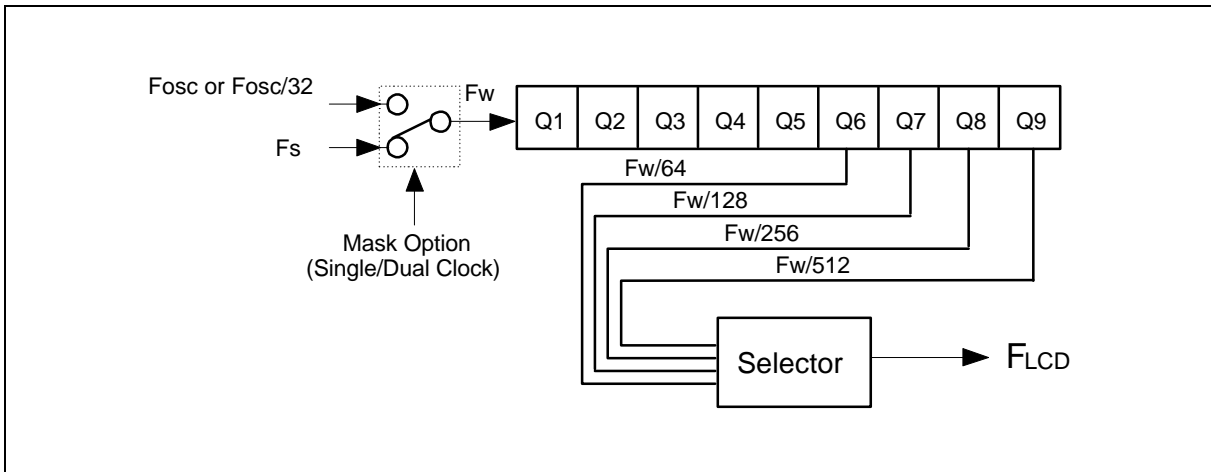 Fosc or Fosc/32
Fw
Q1 Q2 Q3 Q4 Q5 Q6 Q7 Q8 Q9
Fs
Fw/64
Fw/128
Mask Option
(Single/Dual Clock)
Fw/256
Fw/512
Selector
FLCD